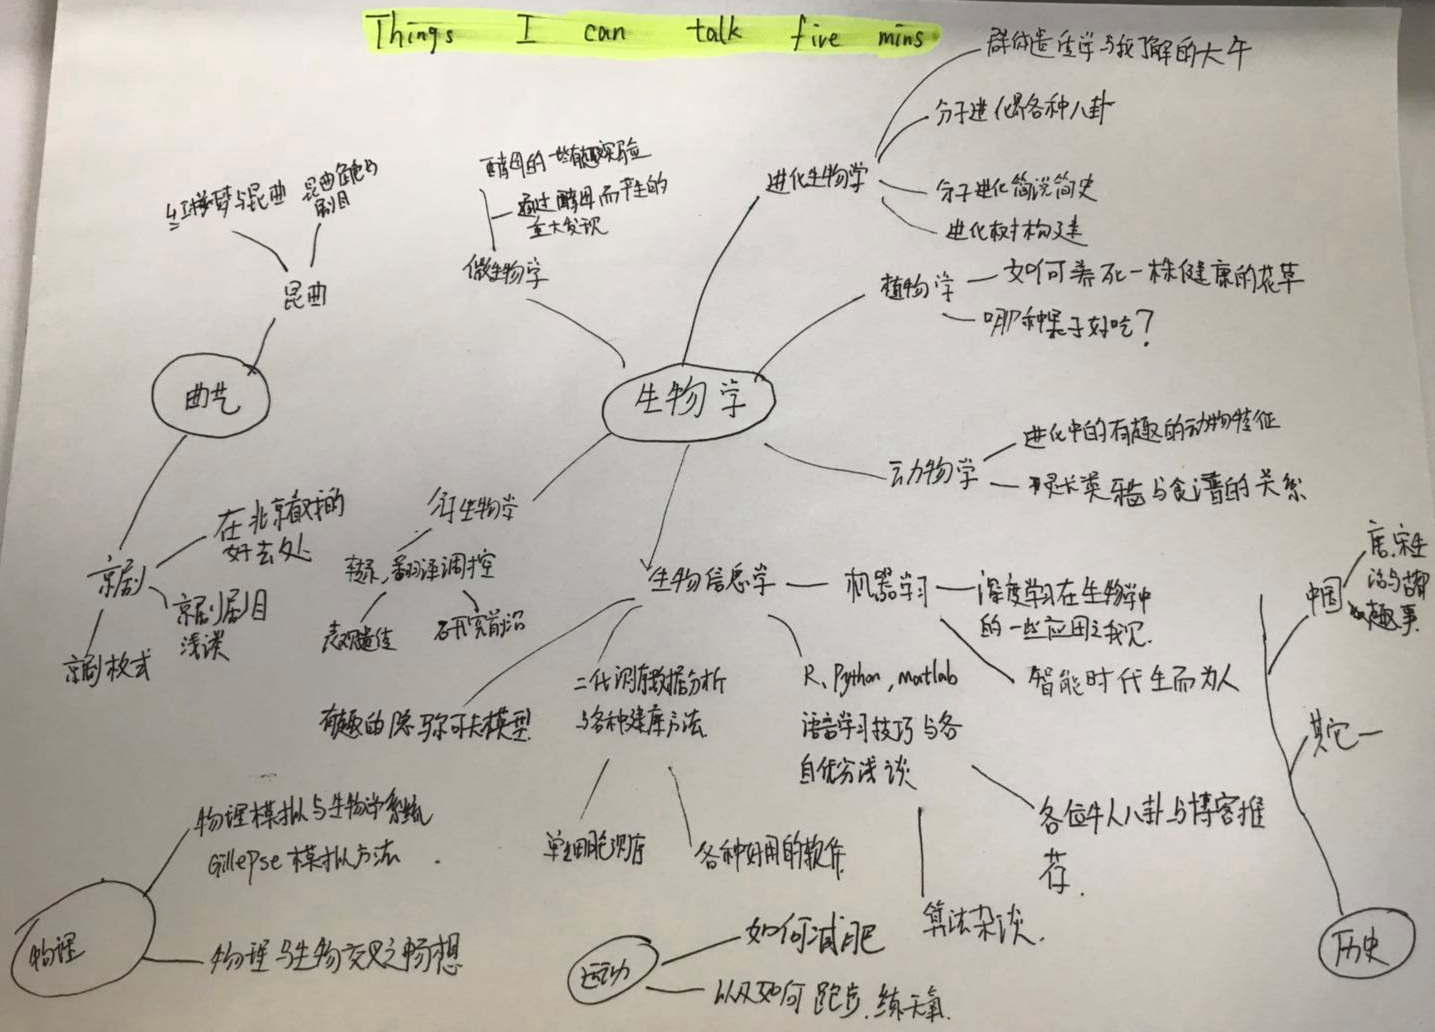 Things I can talk five mins
群体遗传学与我了解的大牛
分子进化界各种八卦
进化生物学
分子进化简说简史
进化树构建
酵母的一些有趣实验
通过酵母而产生的
重大发现
微生物学
红楼梦与昆曲
昆曲
剧目
昆曲
曲艺
植物学
如何养死一株健康的花草
哪种果子好吃?
生物学
进化中的有趣的动物特征
动物学
灵长类牙齿与食谱的关系
在北京敲打的
好去处
京剧
京剧剧目
浅谈
京剧板式
分子生物学
转录,翻译调控
表观遗传
研究前沿
生物信息学
机器学习
深度学习在生物学中
的一些应用之我见.
智能时代生而为人
有趣的隐马尔可夫模型
二代测序数据分析
与各种建库方法
单细胞测序
各种好用的软件
R、Python, matlab
语言学习技巧与各
自优劣浅谈
各位牛人八卦与博客推
荐.
算法杂谈.
唐、宋生
活与
趣事
中国
其它一
历史
物理模拟与生物学系统
Gillepse 模拟方法.
物理
物理与生物交叉之畅想
运动
如何减肥
以及如何跑步、练无氧.